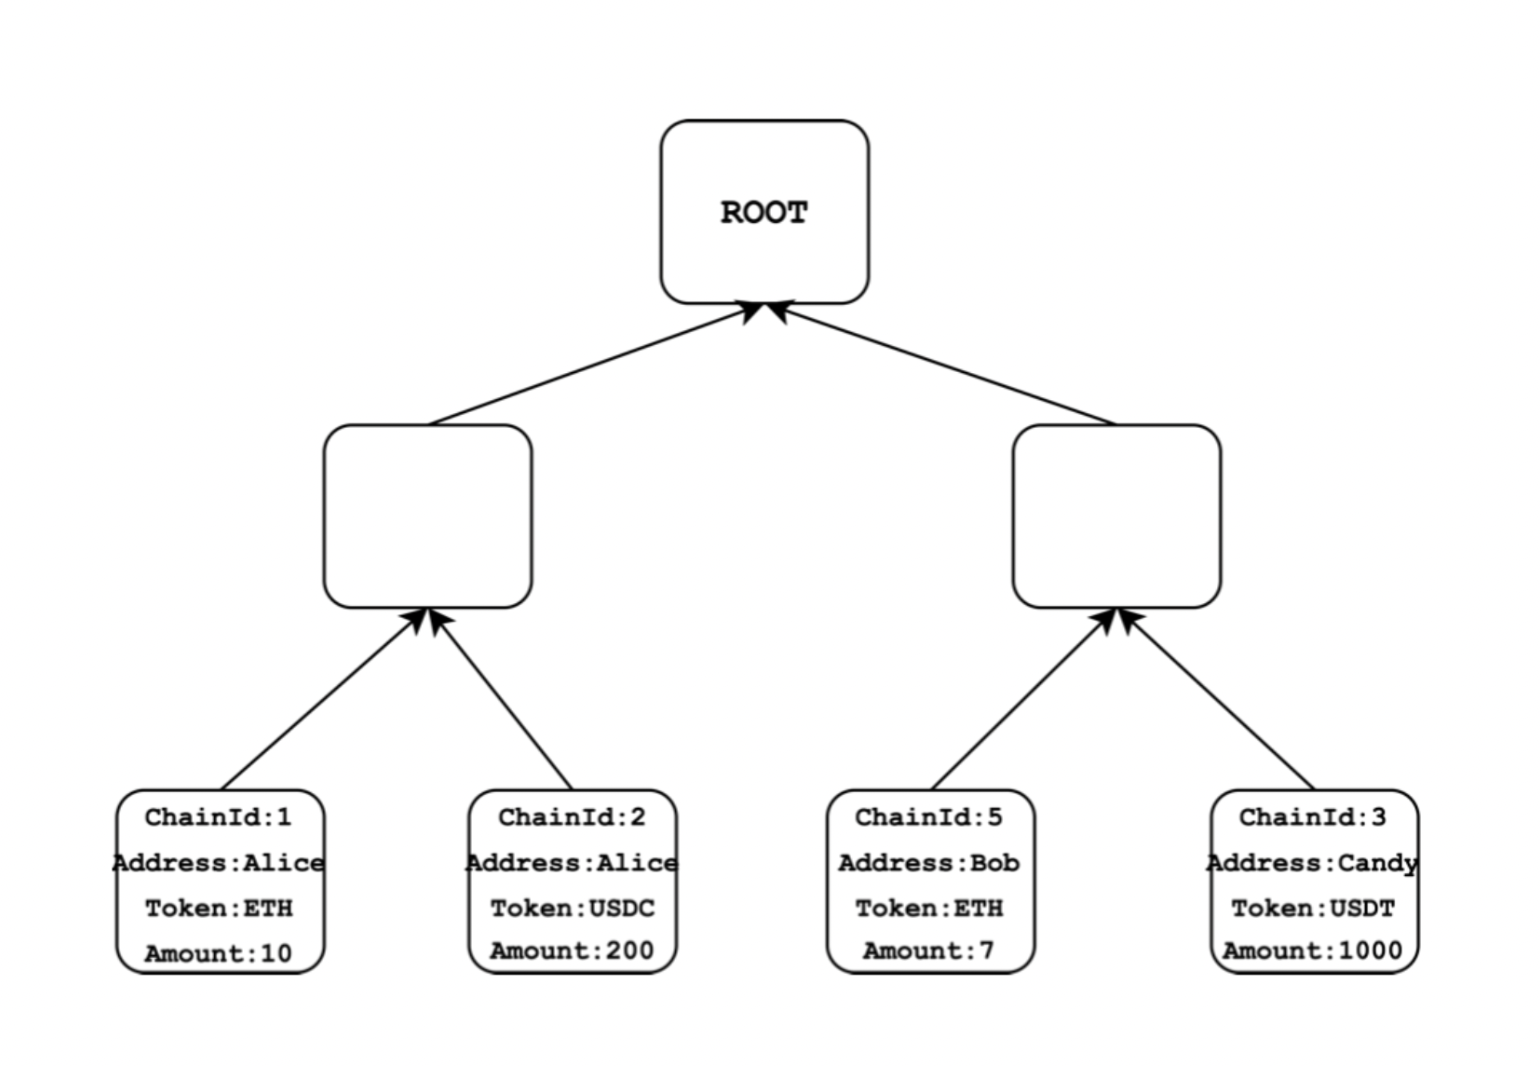 ROOT
ChainId:1
Address:Alice
Token:ETH
Amount:10
ChainId:2
Address:Alice
Token:USDC
Amount:200
ChainId:5
Address:Bob
Token:ETH
Amount:7
ChainId:3
Address:Candy
Token:USDT
Amount:1000